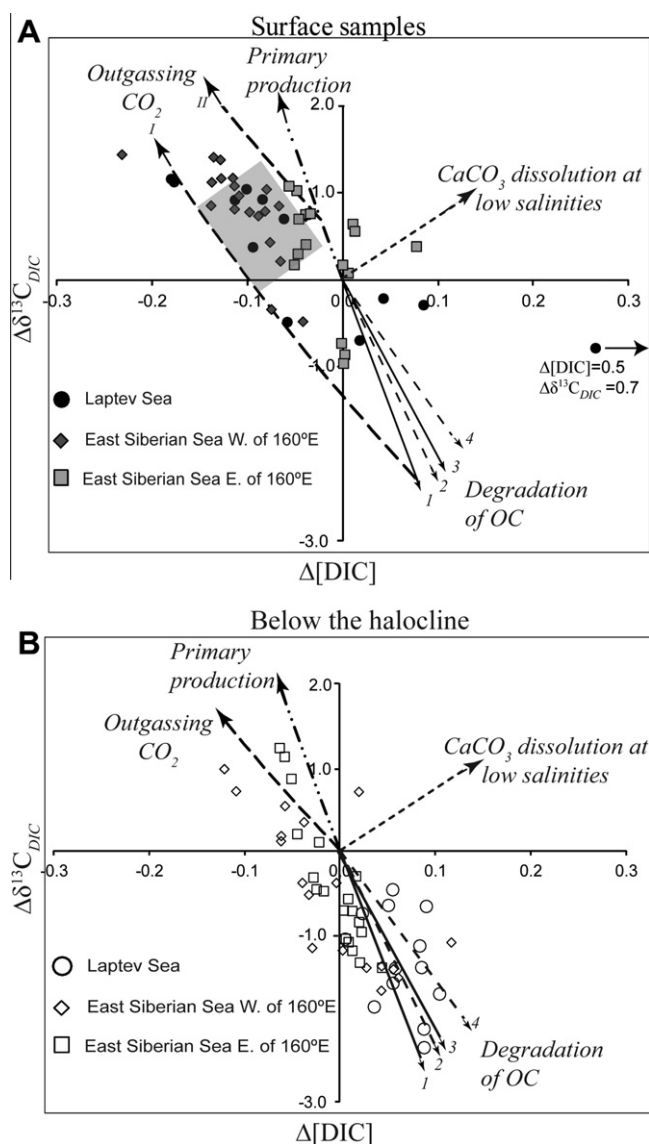 A
Surface samples
Outgassing
CO2
I
II
Primary
production
2.0
1.0
CaCO3 dissolution at
low salinities
Δδ13CDIC
-0.3
-0.2
-0.1
0
0.1
0.2
0.3
-1.0
Δ[DIC]=0.5
Δδ13CDIC =0.7
Laptev Sea
East Siberian Sea W. of 160ºE
East Siberian Sea E. of 160ºE
1
2
3
4
Degradation
of OC
-3.0
Δ[DIC]
B
Below the halocline
Primary
production
2.0
Outgassing
CO2
1.0
CaCO3 dissolution at
low salinities
Δδ13CDIC
-0.3
-0.2
-0.1
0
0.1
0.2
0.3
-1.0
Laptev Sea
East Siberian Sea W. of 160ºE
East Siberian Sea E. of 160ºE
1
2
3
4
Degradation
of OC
-3.0
Δ[DIC]